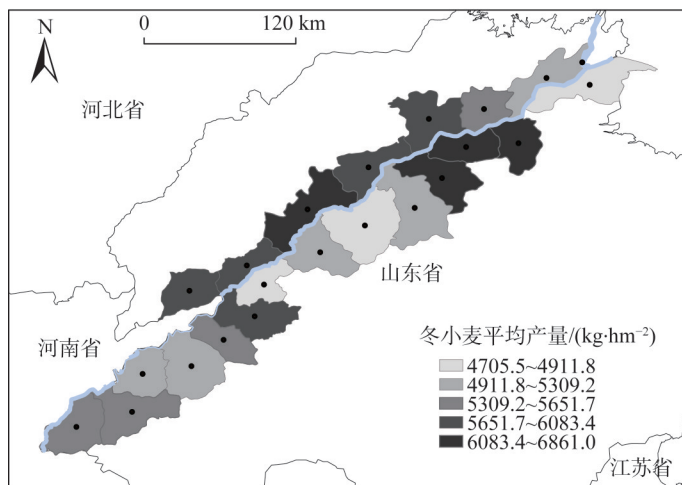 0
120 km
N
河北省
山东省
河南省
江苏省
冬小麦平均产量/(kg·hm⁻²)
4705.5~4911.8
4911.8~5309.2
5309.2~5651.7
5651.7~6083.4
6083.4~6861.0